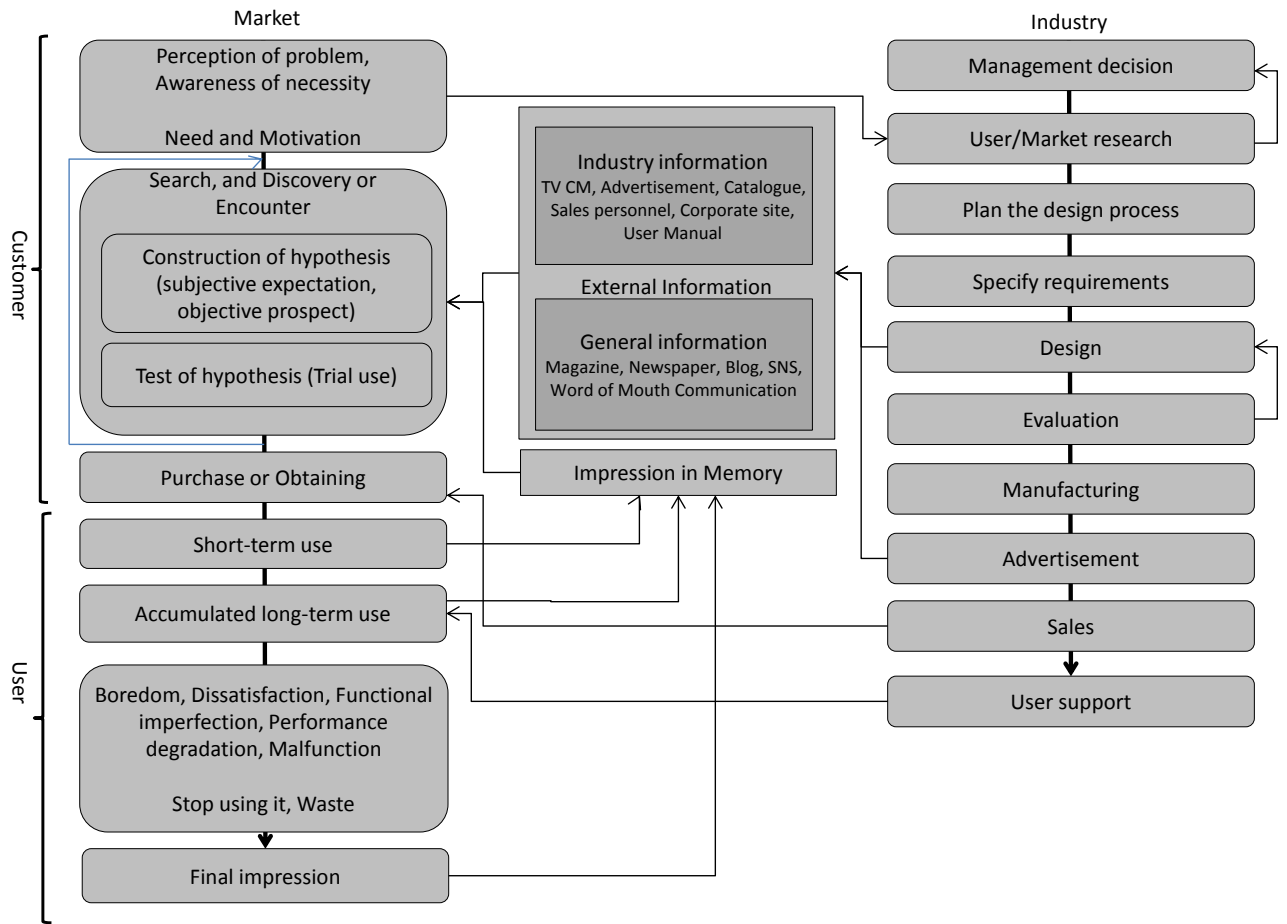 Market
Customer
Perception of problem,
Awareness of necessity
Need and Motivation
Search, and Discovery or
Encounter
Construction of hypothesis
(subjective expectation,
objective prospect)
Test of hypothesis (Trial use)
Purchase or Obtaining
User
Short-term use
Accumulated long-term use
Boredom, Dissatisfaction, Functional
imperfection, Performance
degradation, Malfunction
Stop using it, Waste
Final impression
Industry information
TV CM, Advertisement, Catalogue,
Sales personnel, Corporate site,
User Manual
External Information
General information
Magazine, Newspaper, Blog, SNS,
Word of Mouth Communication
Impression in Memory
Industry
Management decision
User/Market research
Plan the design process
Specify requirements
Design
Evaluation
Manufacturing
Advertisement
Sales
User support